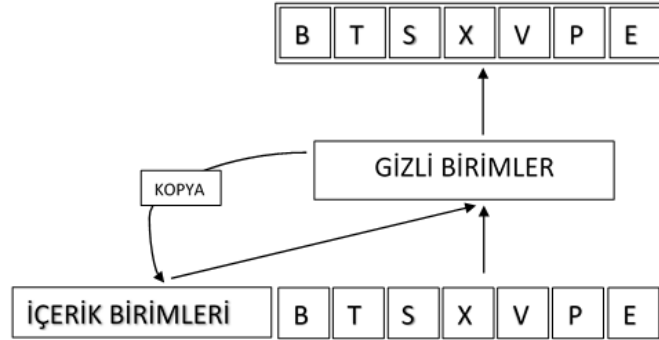 B T S X V P E
GİZLİ BİRİMLER
KOPYA
İÇERİK BİRİMLERİ B T S X V P E